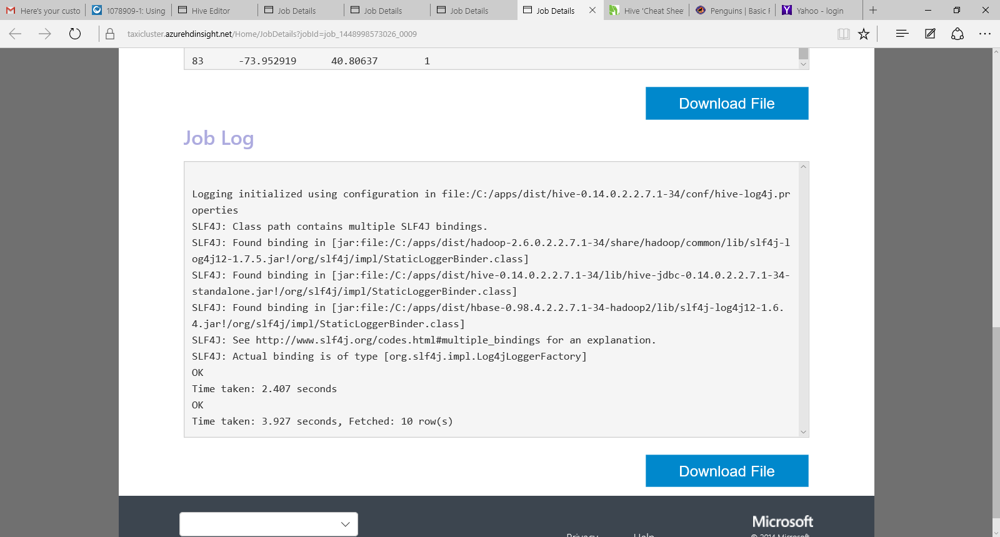 Here's your custo
1078909-1: Using
Hive Editor
Job Details
Job Details
Job Details
Job Details
Hive 'Cheat Shee
Penguins | Basic F
Yahoo - login
taxicluster.azurehdinsight.net/Home/JobDetails?jobId=job_1448998573026_0009
83 -73.952919 40.80637 1
Download File
Job Log
Logging initialized using configuration in file:/C:/apps/dist/hive-0.14.0.2.2.7.1-34/conf/hive-log4j.pr
operties
SLF4J: Class path contains multiple SLF4J bindings.
SLF4J: Found binding in [jar:file:/C:/apps/dist/hadoop-2.6.0.2.2.7.1-34/share/hadoop/common/lib/slf4j-l
og4j12-1.7.5.jar!/org/slf4j/impl/StaticLoggerBinder.class]
SLF4J: Found binding in [jar:file:/C:/apps/dist/hive-0.14.0.2.2.7.1-34/lib/hive-jdbc-0.14.0.2.2.7.1-34-
standalone.jar!/org/slf4j/impl/StaticLoggerBinder.class]
SLF4J: Found binding in [jar:file:/C:/apps/dist/hbase-0.98.4.2.2.7.1-34-hadoop2/lib/slf4j-log4j12-1.6.
4.jar!/org/slf4j/impl/StaticLoggerBinder.class]
SLF4J: See http://www.slf4j.org/codes.html#multiple_bindings for an explanation.
SLF4J: Actual binding is of type [org.slf4j.impl.Log4jLoggerFactory]
OK
Time taken: 2.407 seconds
OK
Time taken: 3.927 seconds, Fetched: 10 row(s)
Download File
Microsoft
Privacy
Help
© 2014 Microsoft